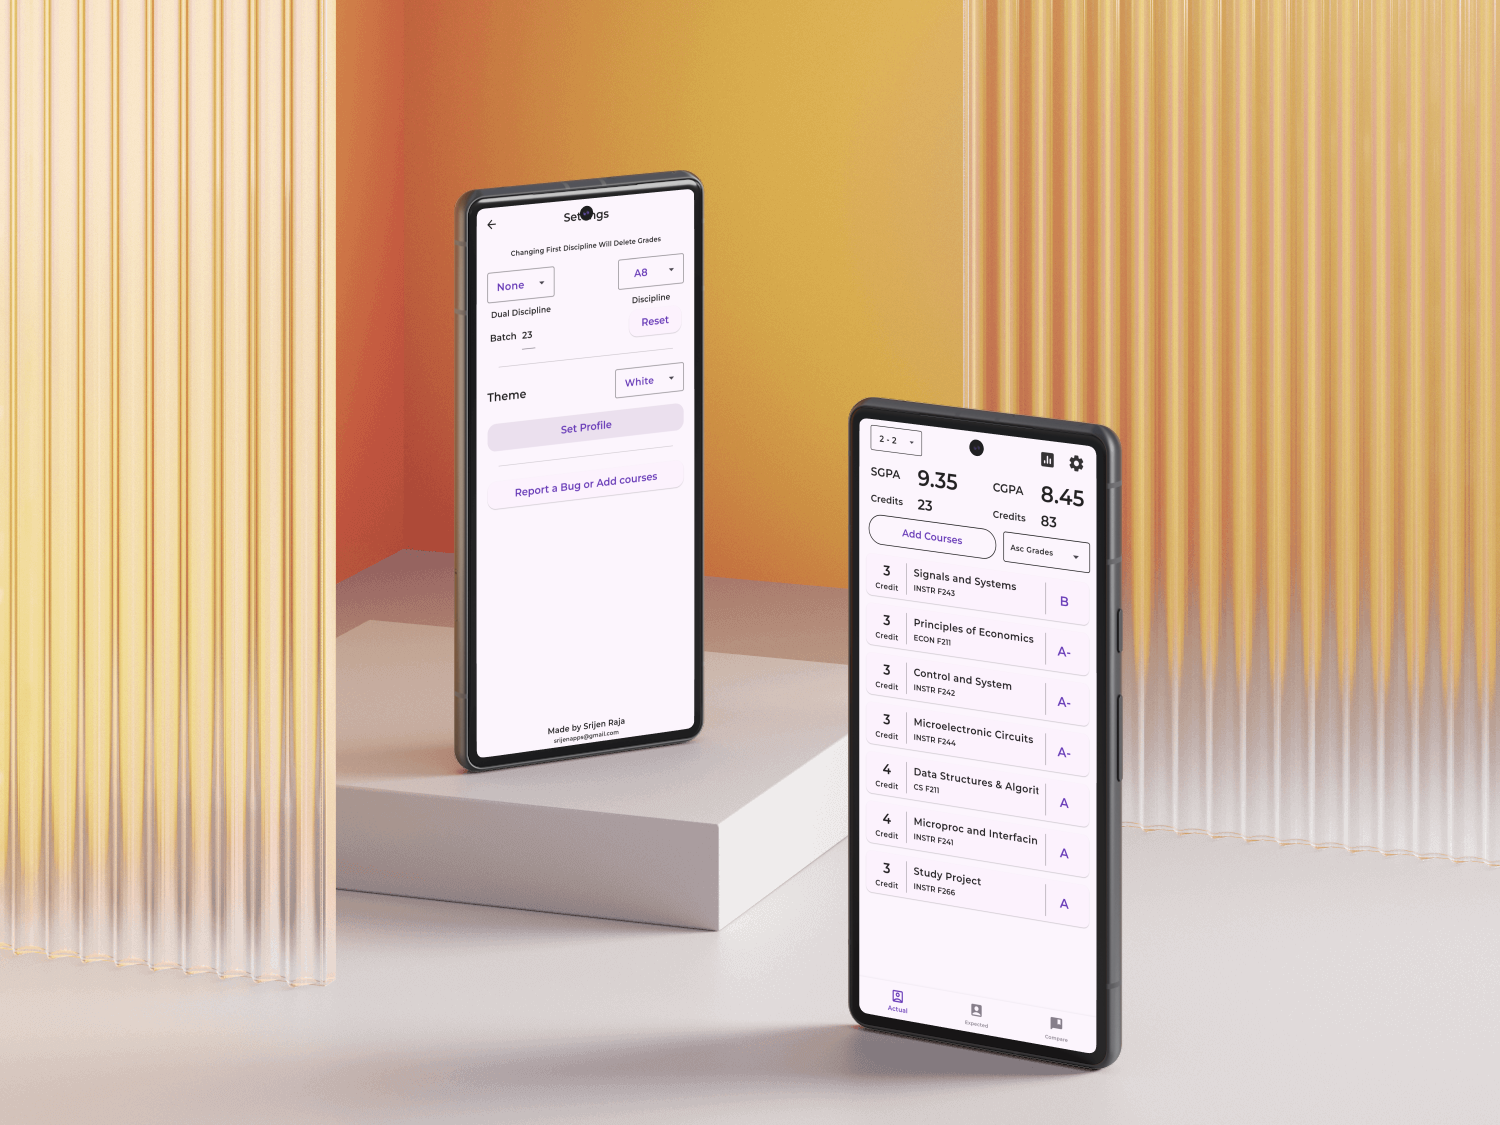 Settings
Changing First Discipline Will Delete Grades
None
A8
Dual Discipline
Discipline
Batch 23
Reset
Theme
White
Set Profile
Report a Bug or Add courses
Made by Srijen Raja
srijenapps@gmail.com
2 - 2
SGPA 9.35
CGPA 8.45
Credits 23
Credits 83
Add Courses
Asc Grades
3 Signals and Systems
Credit INSTR F243
B
3 Principles of Economics
Credit ECON F211
A-
3 Control and System
Credit INSTR F242
A-
3 Microelectronic Circuits
Credit INSTR F244
A-
4 Data Structures & Algorit
Credit CS F211
A
4 Microproc and Interfacin
Credit INSTR F241
A
3 Study Project
Credit INSTR F266
A
Actual
Expected
Compare